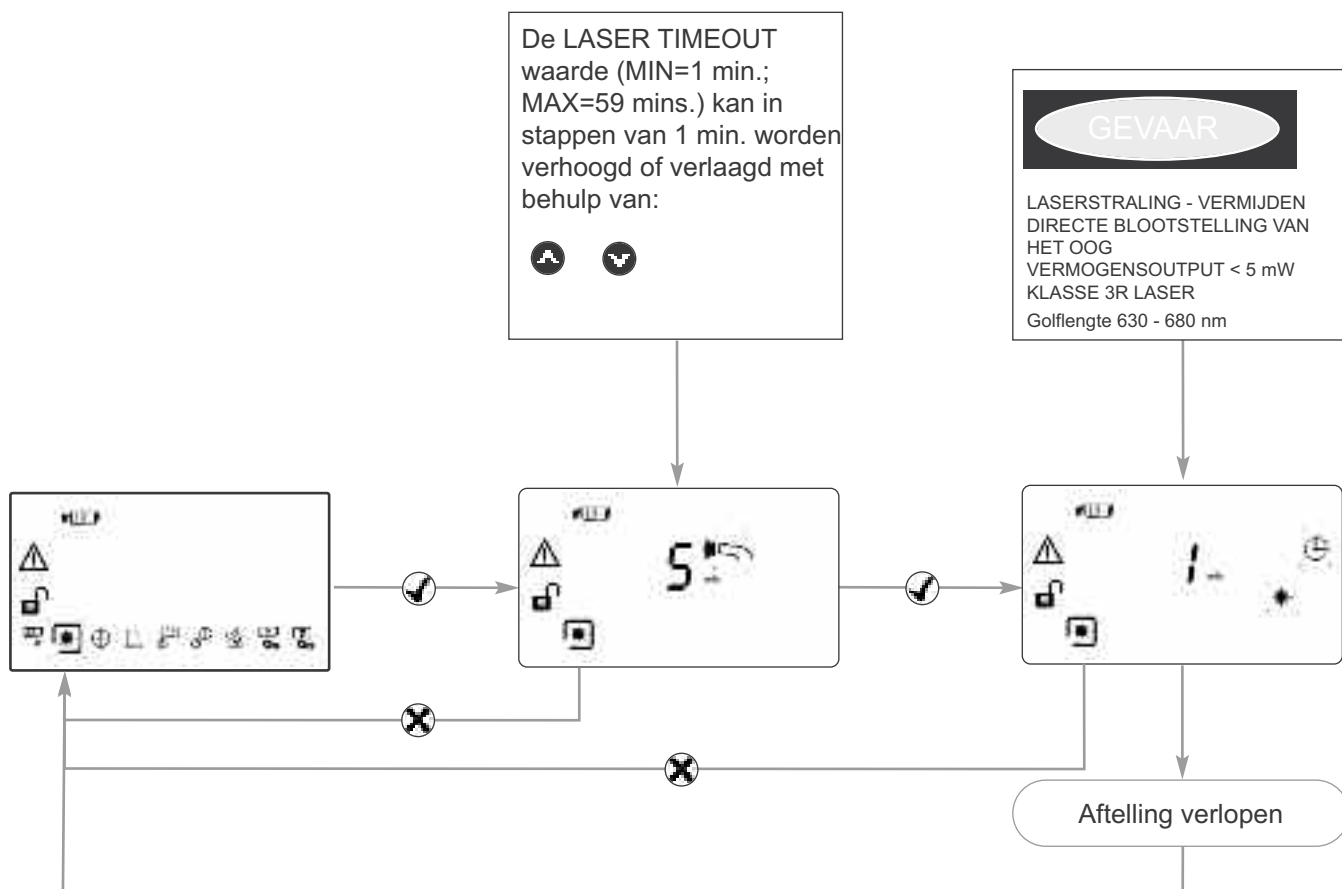 De LASER TIMEOUT
waarde (MIN=1 min.;
MAX=59 mins.) kan in
stappen van 1 min. worden
verhoogd of verlaagd met
behulp van:
GEVAAR
LASERSTRALING - VERMIJDEN
DIRECTE BLOOTSTELLING VAN
HET OOG
VERMOGENSOUTPUT < 5 mW
KLASSE 3R LASER
Golflengte 630 - 680 nm
5
1
Aftelling verlopen